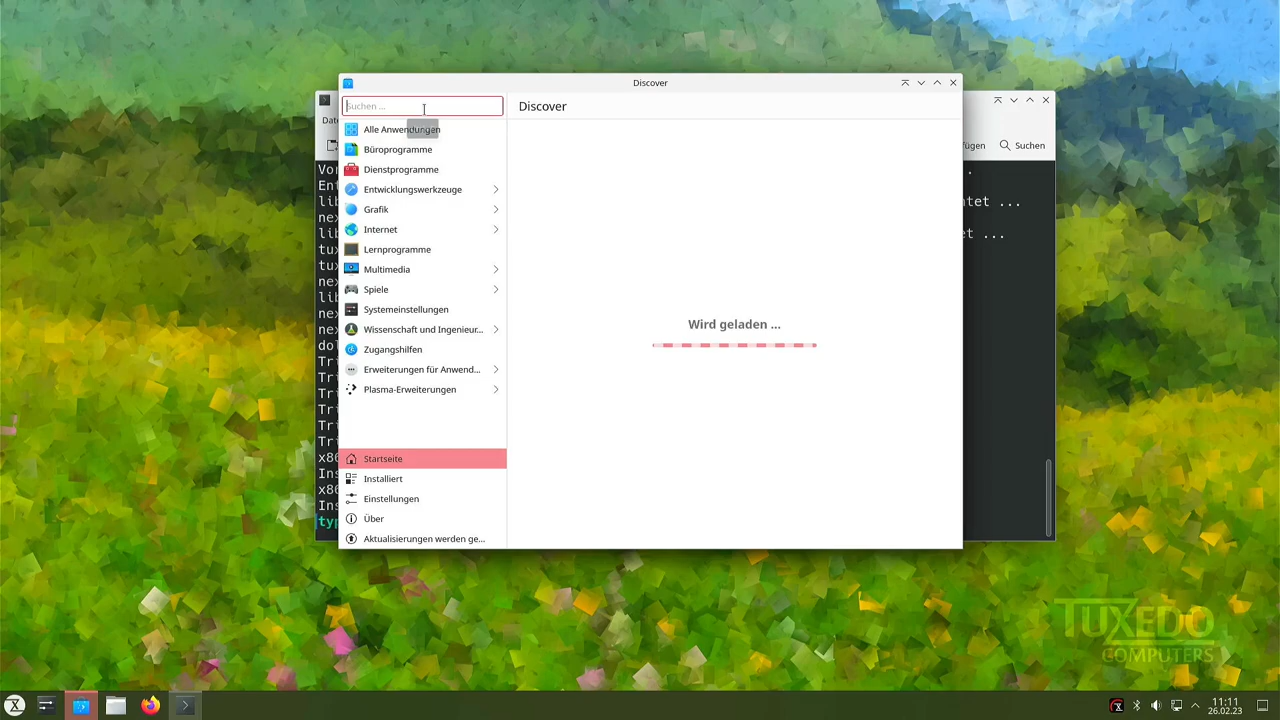 Discover
Suchen ...
Discover
Alle Anwendungen
Büroprogramme
Dienstprogramme
Entwicklungswerkzeuge
Grafik
Internet
Lernprogramme
Multimedia
Spiele
Systemeinstellungen
Wissenschaft und Ingenieur...
Zugangshilfen
Erweiterungen für Anwend...
Plasma-Erweiterungen
Wird geladen ...
Startseite
Installiert
Einstellungen
Über
Aktualisierungen werden ge...
Suchen
TUXEDO
COMPUTERS
11:11
26.02.23